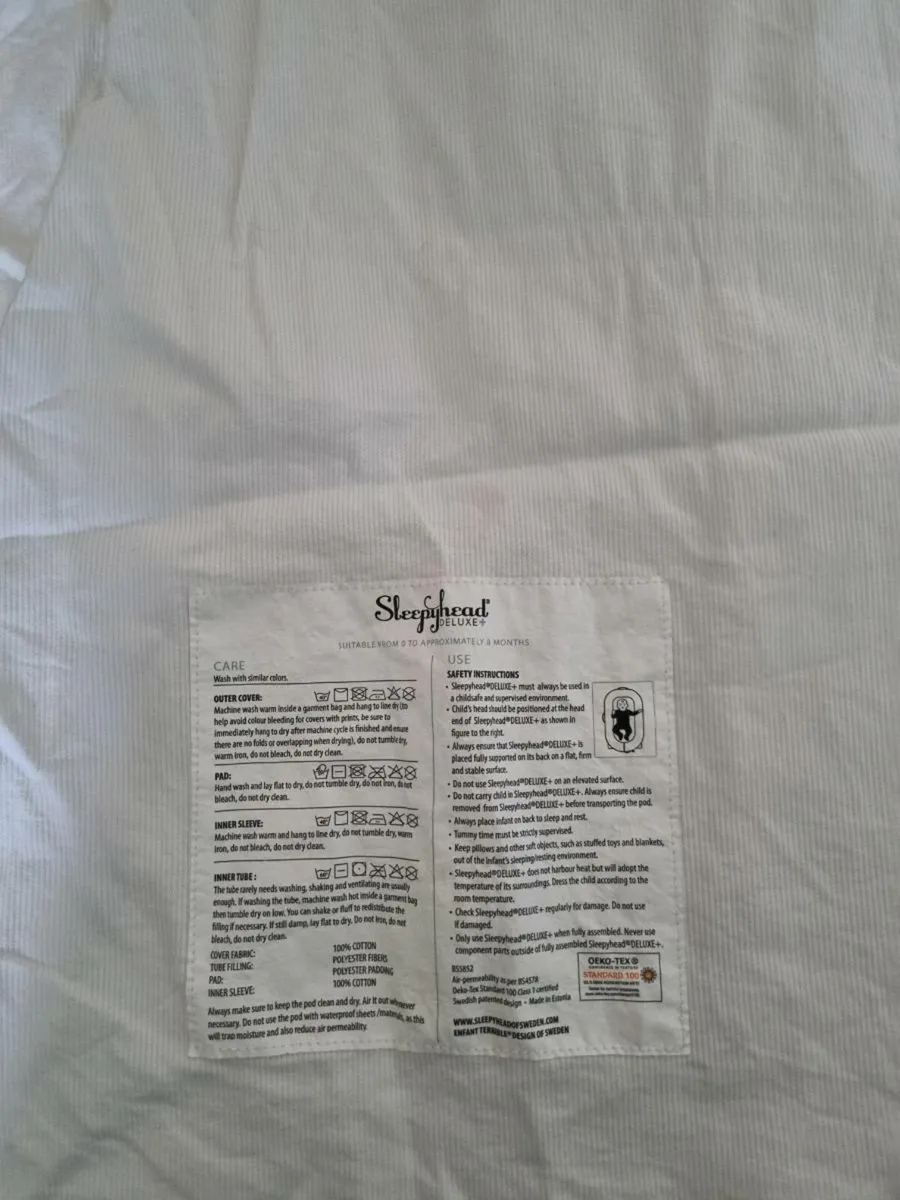 Sleepyhead®
DELUXE+
SUITABLE FROM 0 TO APPROXIMATELY 8 MONTHS
CARE
Wash with similar colors.
OUTER COVER:
Machine wash warm inside a garment bag and hang to line dry (to
help avoid colour bleeding for covers with prints, be sure to
immediately hang to dry after machine cycle is finished and ensure
there are no folds or overlapping when drying), do not tumble dry,
warm iron, do not bleach, do not dry clean.
PAD:
Hand wash and lay flat to dry, do not tumble dry, do not iron, do not
bleach, do not dry clean.
INNER SLEEVE:
Machine wash warm and hang to line dry, do not tumble dry, warm
iron, do not bleach, do not dry clean.
INNER TUBE :
The tube rarely needs washing, shaking and ventilating are usually
enough. If washing the tube, machine wash hot inside a garment bag
then tumble dry on low. You can shake or fluff to redistribute the
filling if necessary. If still damp, lay flat to dry. Do not iron, do not
bleach, do not dry clean.
COVER FABRIC: 100% COTTON
TUBE FILLING: POLYESTER FIBERS
PAD: POLYESTER PADDING
INNER SLEEVE: 100% COTTON
Always make sure to keep the pod clean and dry. Air it out whenever
necessary. Do not use the pod with waterproof sheets /materials, as this
will trap moisture and also reduce air permeability.
USE
SAFETY INSTRUCTIONS
• Sleepyhead®DELUXE+ must always be used in
a childsafe and supervised environment.
• Child's head should be positioned at the head
end of Sleepyhead®DELUXE+ as shown in
figure to the right.
• Always ensure that Sleepyhead®DELUXE+ is
placed fully supported on its back on a flat, firm
and stable surface.
• Do not use Sleepyhead®DELUXE+ on an elevated surface.
• Do not carry child in Sleepyhead®DELUXE+. Always ensure child is
removed from Sleepyhead®DELUXE+ before transporting the pod.
• Always place infant on back to sleep and rest.
• Tummy time must be strictly supervised.
• Keep pillows and other soft objects, such as stuffed toys and blankets,
out of the infant's sleeping/resting environment.
• Sleepyhead®DELUXE+ does not harbour heat but will adopt the
temperature of its surroundings. Dress the child according to the
room temperature.
• Check Sleepyhead®DELUXE+ regularly for damage. Do not use
if damaged.
• Only use Sleepyhead®DELUXE+ when fully assembled. Never use
component parts outside of fully assembled Sleepyhead®DELUXE+.
BS5852
Air-permeability as per BS4578
Oeko-Tex Standard 100 Class 1 certified
Swedish patented design - Made in Estonia
OEKO-TEX®
CONFIDENCE IN TEXTILES
STANDARD 100
WWW.SLEEPYHEADOFSWEDEN.COM
ENFANT TERRIBLE® DESIGN OF SWEDEN